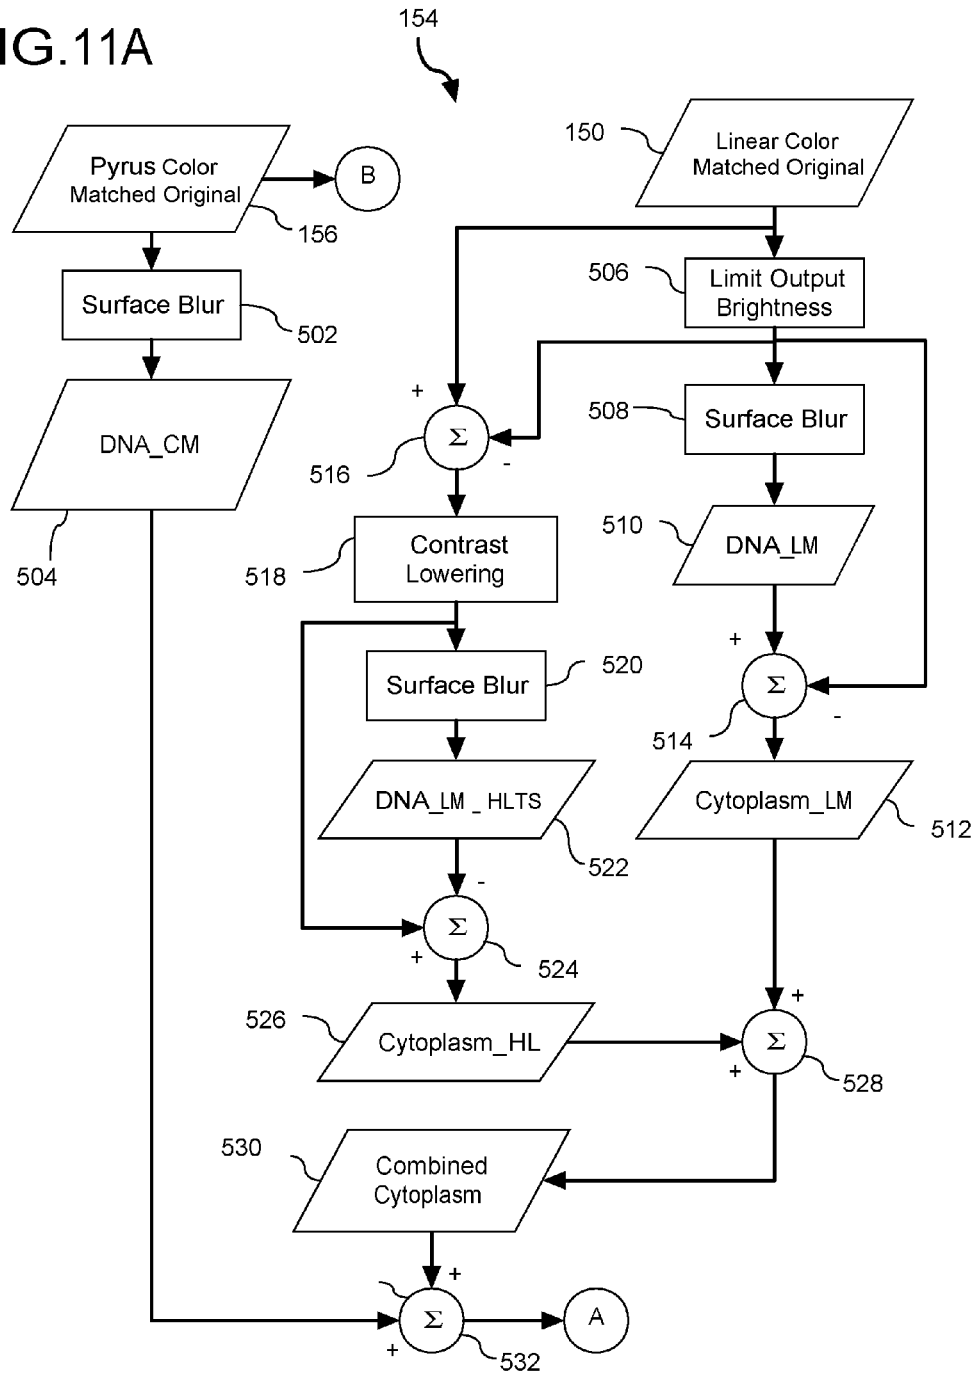 IG.11A
154
Pyrus Color
Matched Original
B
156
150
Linear Color
Matched Original
506
Limit Output
Brightness
Surface Blur
502
DNA_CM
504
+
Σ
-
516
508
Surface Blur
510
DNA_LM
518
Contrast
Lowering
+
Σ
-
514
Surface Blur
520
DNA_LM_HLTS
522
Cytoplasm_LM
512
-
Σ
+
524
526
Cytoplasm_HL
+
Σ
+
528
530
Combined
Cytoplasm
+
Σ
+
532
A